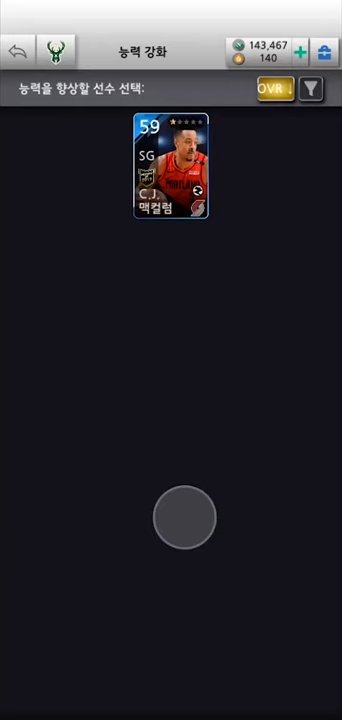 능력 강화
143,467
140
능력을 향상할 선수 선택:
OVR ↓
59
SG
C.J.
맥컬럼
PORTLAND